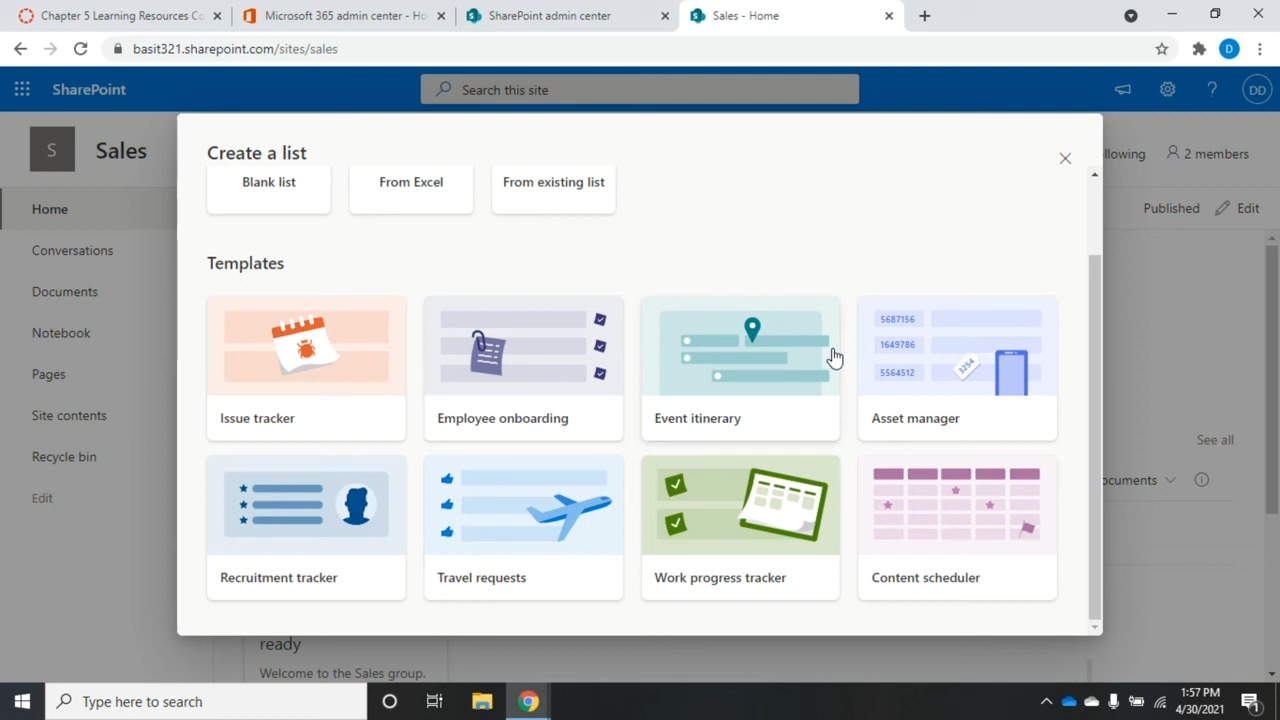 Chapter 5 Learning Resources Co
Microsoft 365 admin center - Ho
SharePoint admin center
Sales - Home
basit321.sharepoint.com/sites/sales
D
SharePoint
Search this site
DD
S
Sales
Following
2 members
Home
Published
Edit
Conversations
Documents
Notebook
Pages
Site contents
Recycle bin
Edit
Create a list
Blank list
From Excel
From existing list
Templates
5687156
1649786
3254
5564512
Issue tracker
Employee onboarding
Event itinerary
Asset manager
Recruitment tracker
Travel requests
Work progress tracker
Content scheduler
See all
ocuments
ready
Welcome to the Sales group.
Type here to search
1:57 PM
4/30/2021
1